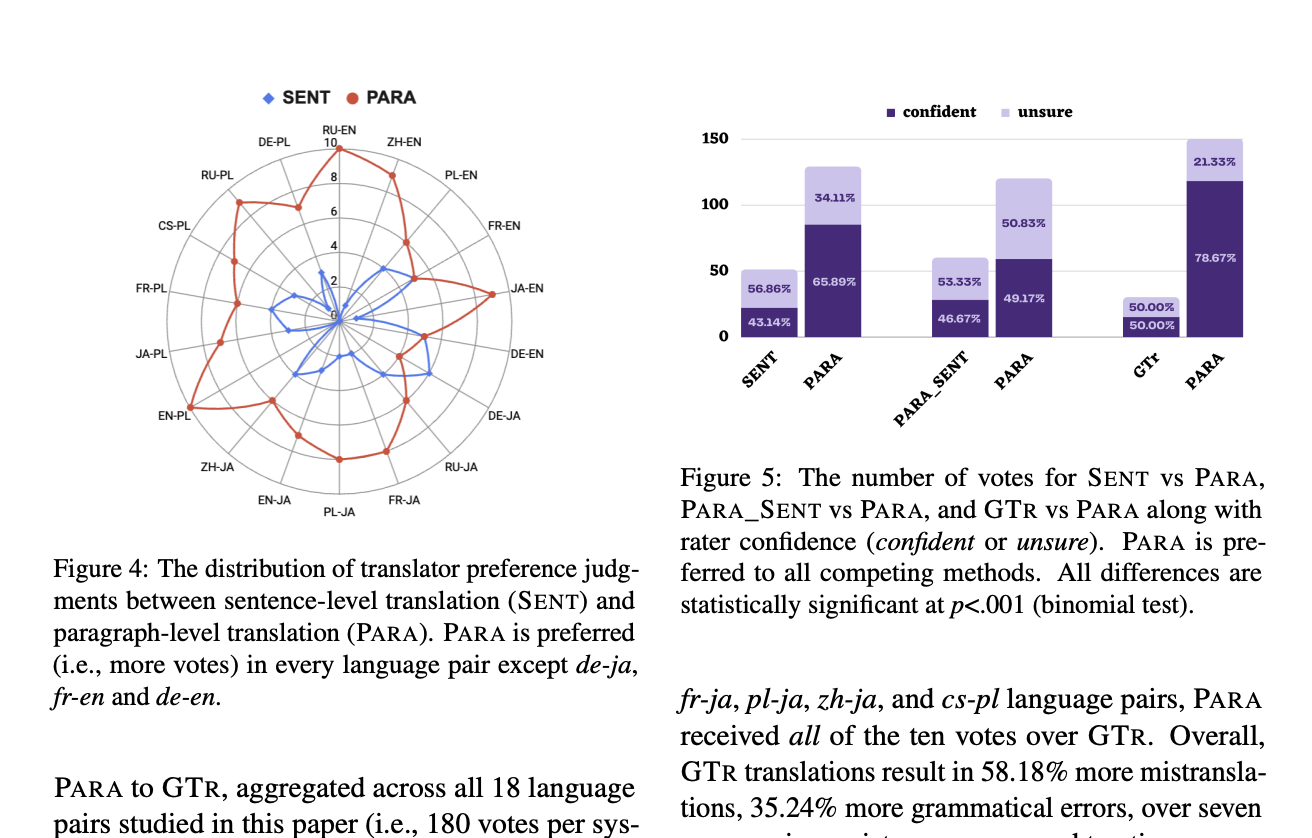 SENT PARA
RU-EN
ZH-EN
PL-EN
FR-EN
JA-EN
DE-EN
DE-JA
RU-JA
FR-JA
PL-JA
EN-JA
ZH-JA
EN-PL
JA-PL
FR-PL
CS-PL
RU-PL
DE-PL
10
8
6
4
2
0
Figure 4: The distribution of translator preference judg-
ments between sentence-level translation (SENT) and
paragraph-level translation (PARA). PARA is preferred
(i.e., more votes) in every language pair except de-ja,
fr-en and de-en.
PARA to GTR, aggregated across all 18 language
pairs studied in this paper (i.e., 180 votes per sys-
confident unsure
150
100
50
0
56.86%
43.14%
34.11%
65.89%
53.33%
46.67%
50.83%
49.17%
50.00%
50.00%
21.33%
78.67%
SENT
PARA
PARA_SENT
PARA
GTr
PARA
Figure 5: The number of votes for SENT vs PARA,
PARA_SENT vs PARA, and GTR vs PARA along with
rater confidence (confident or unsure). PARA is pre-
ferred to all competing methods. All differences are
statistically significant at p<.001 (binomial test).
fr-ja, pl-ja, zh-ja, and cs-pl language pairs, PARA
received all of the ten votes over GTR. Overall,
GTR translations result in 58.18% more mistransla-
tions, 35.24% more grammatical errors, over seven